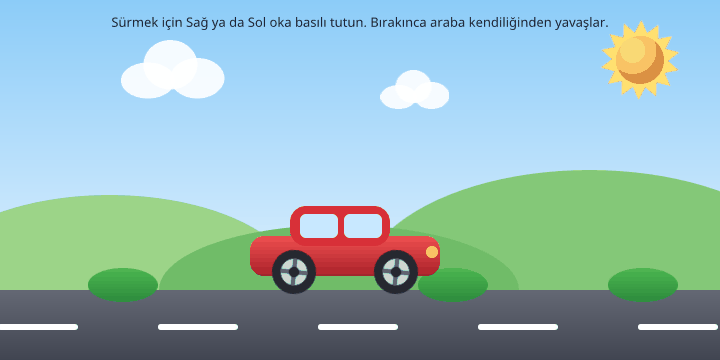 Sürmek için Sağ ya da Sol oka basılı tutun. Bırakınca araba kendiliğinden yavaşlar.